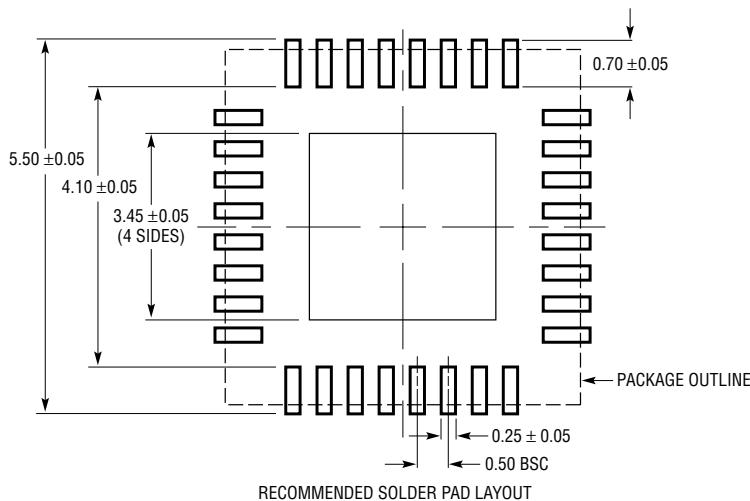 0.70 ±0.05
5.50 ±0.05
4.10 ±0.05
3.45 ±0.05
(4 SIDES)
PACKAGE OUTLINE
0.25 ± 0.05
0.50 BSC
RECOMMENDED SOLDER PAD LAYOUT